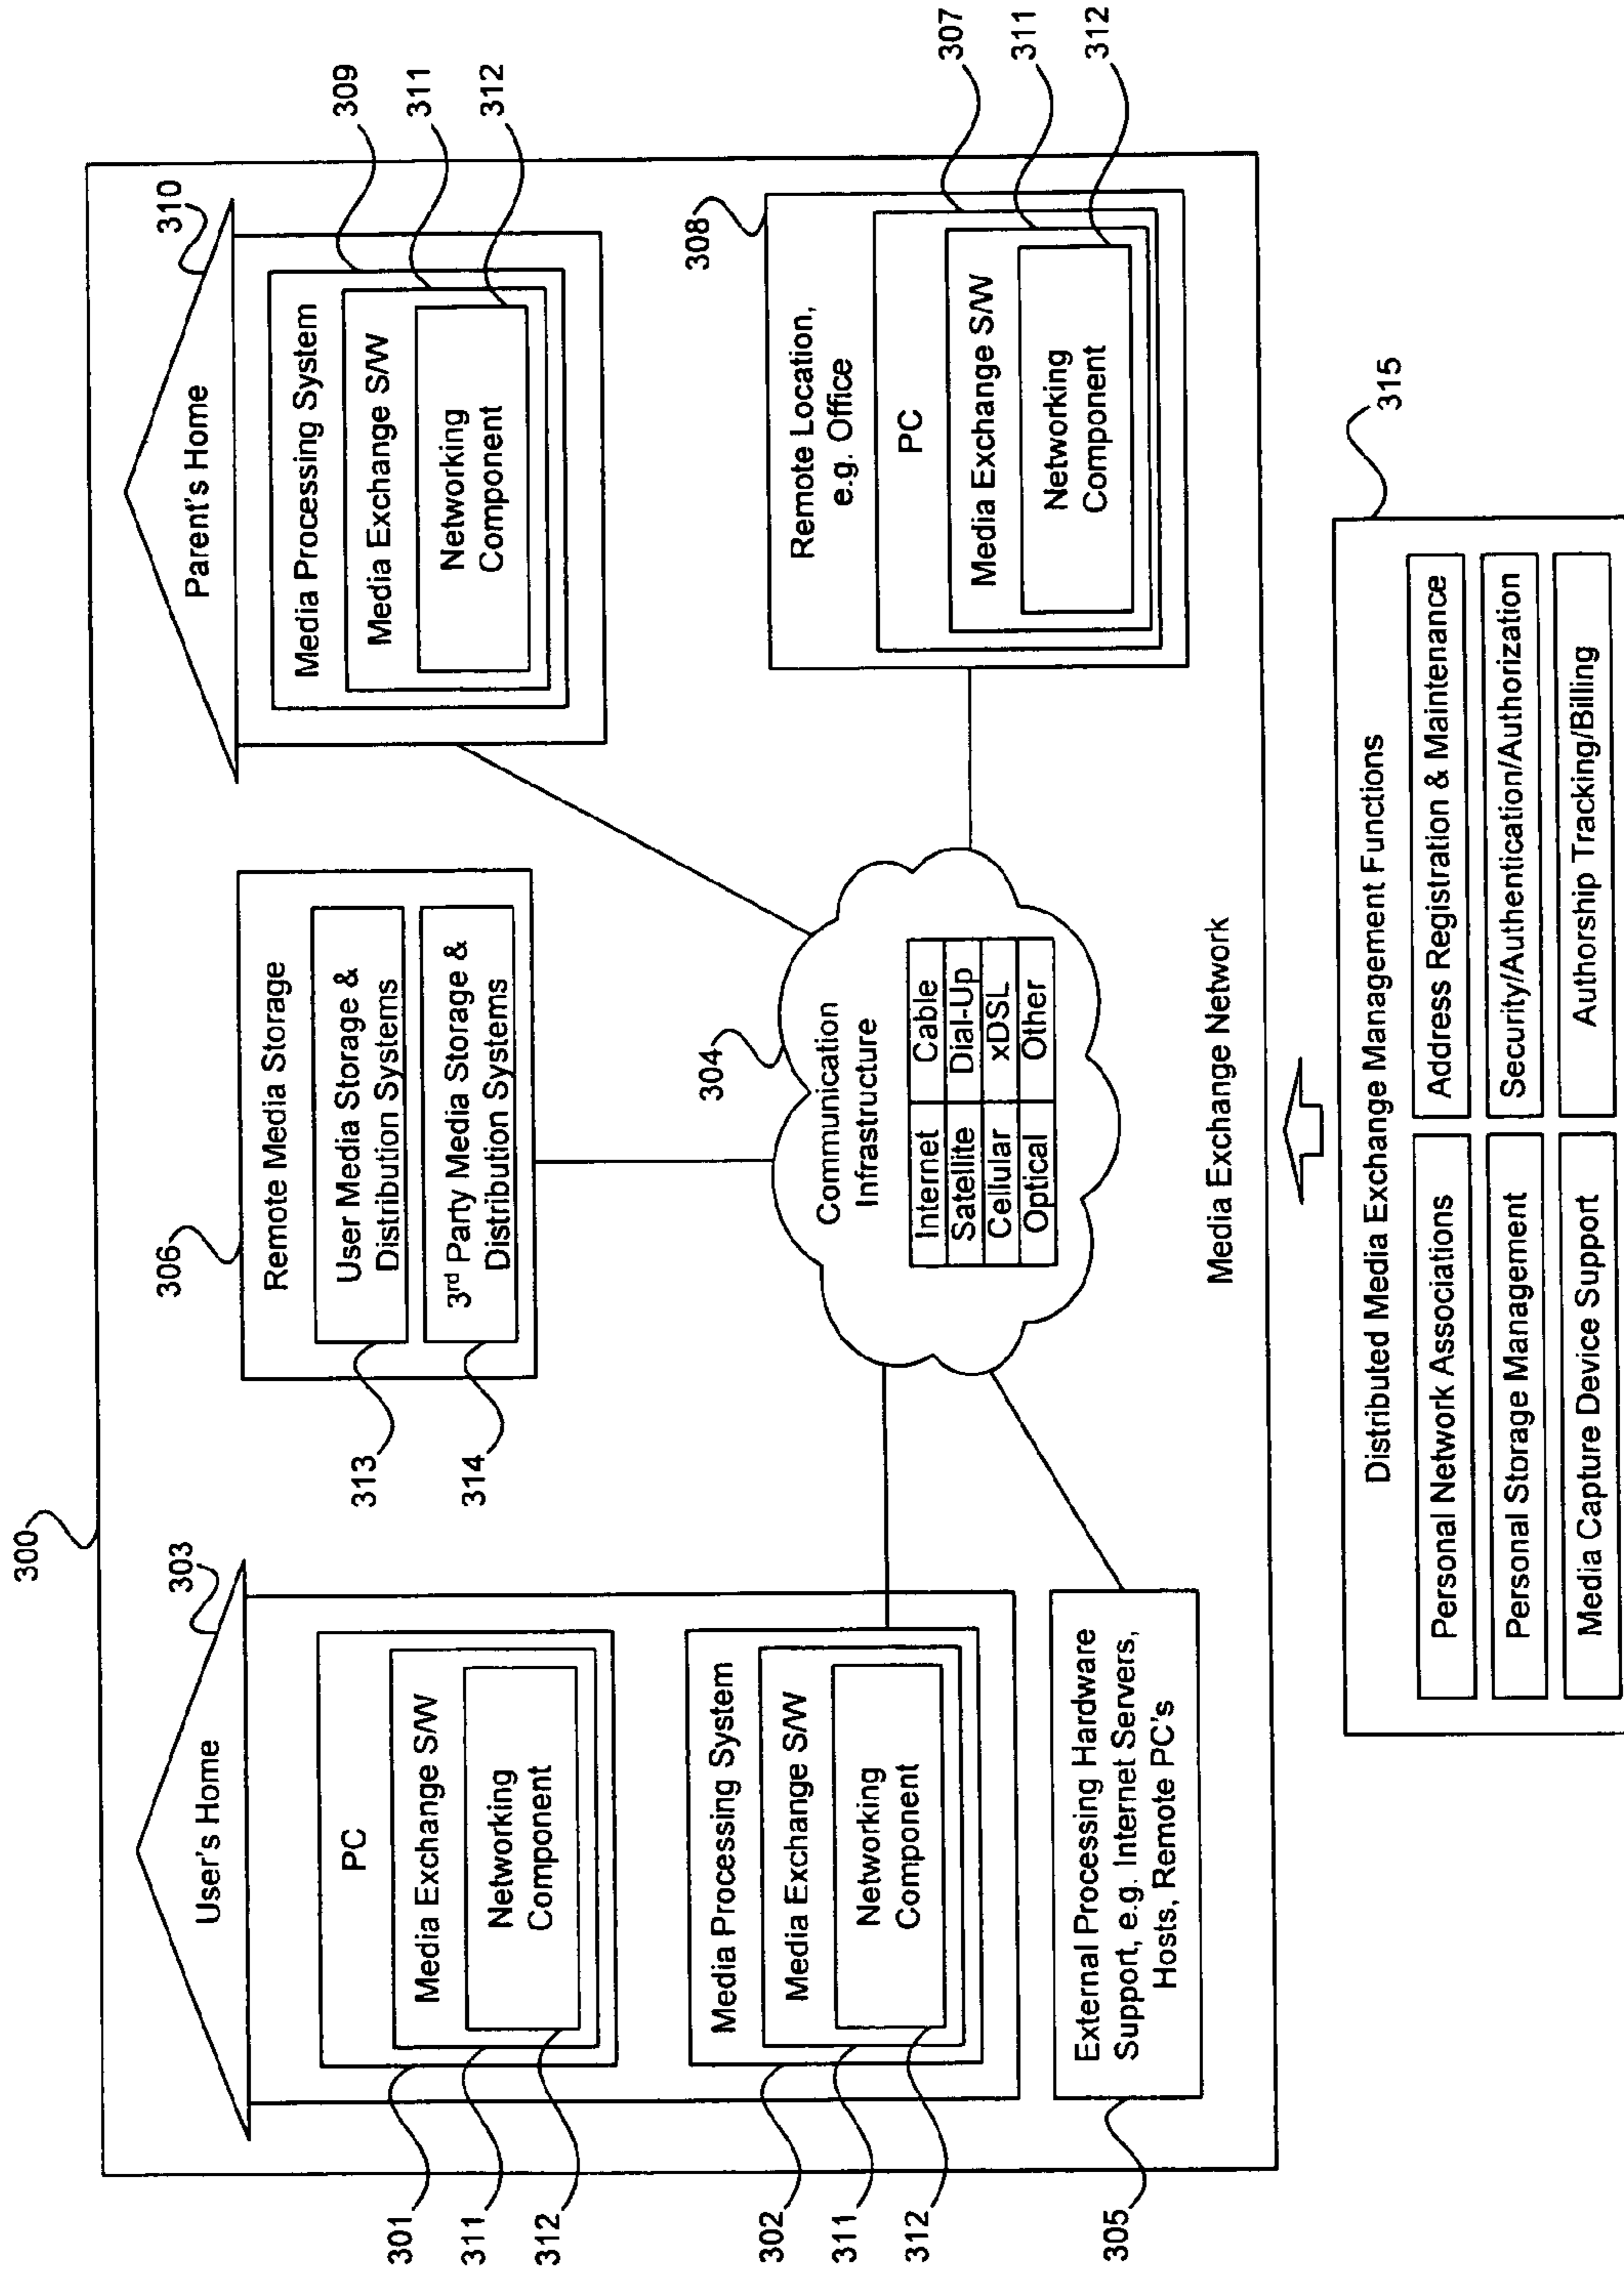 300
303
User's Home
PC
Media Exchange S/W
Networking
Component
301
311
312
Media Processing System
Media Exchange S/W
Networking
Component
302
311
312
External Processing Hardware
Support, e.g. Internet Servers,
Hosts, Remote PC's
305
306
Remote Media Storage
User Media Storage &
Distribution Systems
3rd Party Media Storage &
Distribution Systems
313
314
304
Communication
Infrastructure
Internet Cable
Satellite Dial-Up
Cellular xDSL
Optical Other
310
Parent's Home
Media Processing System
Media Exchange S/W
Networking
Component
309
311
312
308
Remote Location,
e.g. Office
PC
Media Exchange S/W
Networking
Component
307
311
312
Media Exchange Network
315
Distributed Media Exchange Management Functions
Personal Network Associations
Address Registration & Maintenance
Personal Storage Management
Security/Authentication/Authorization
Media Capture Device Support
Authorship Tracking/Billing